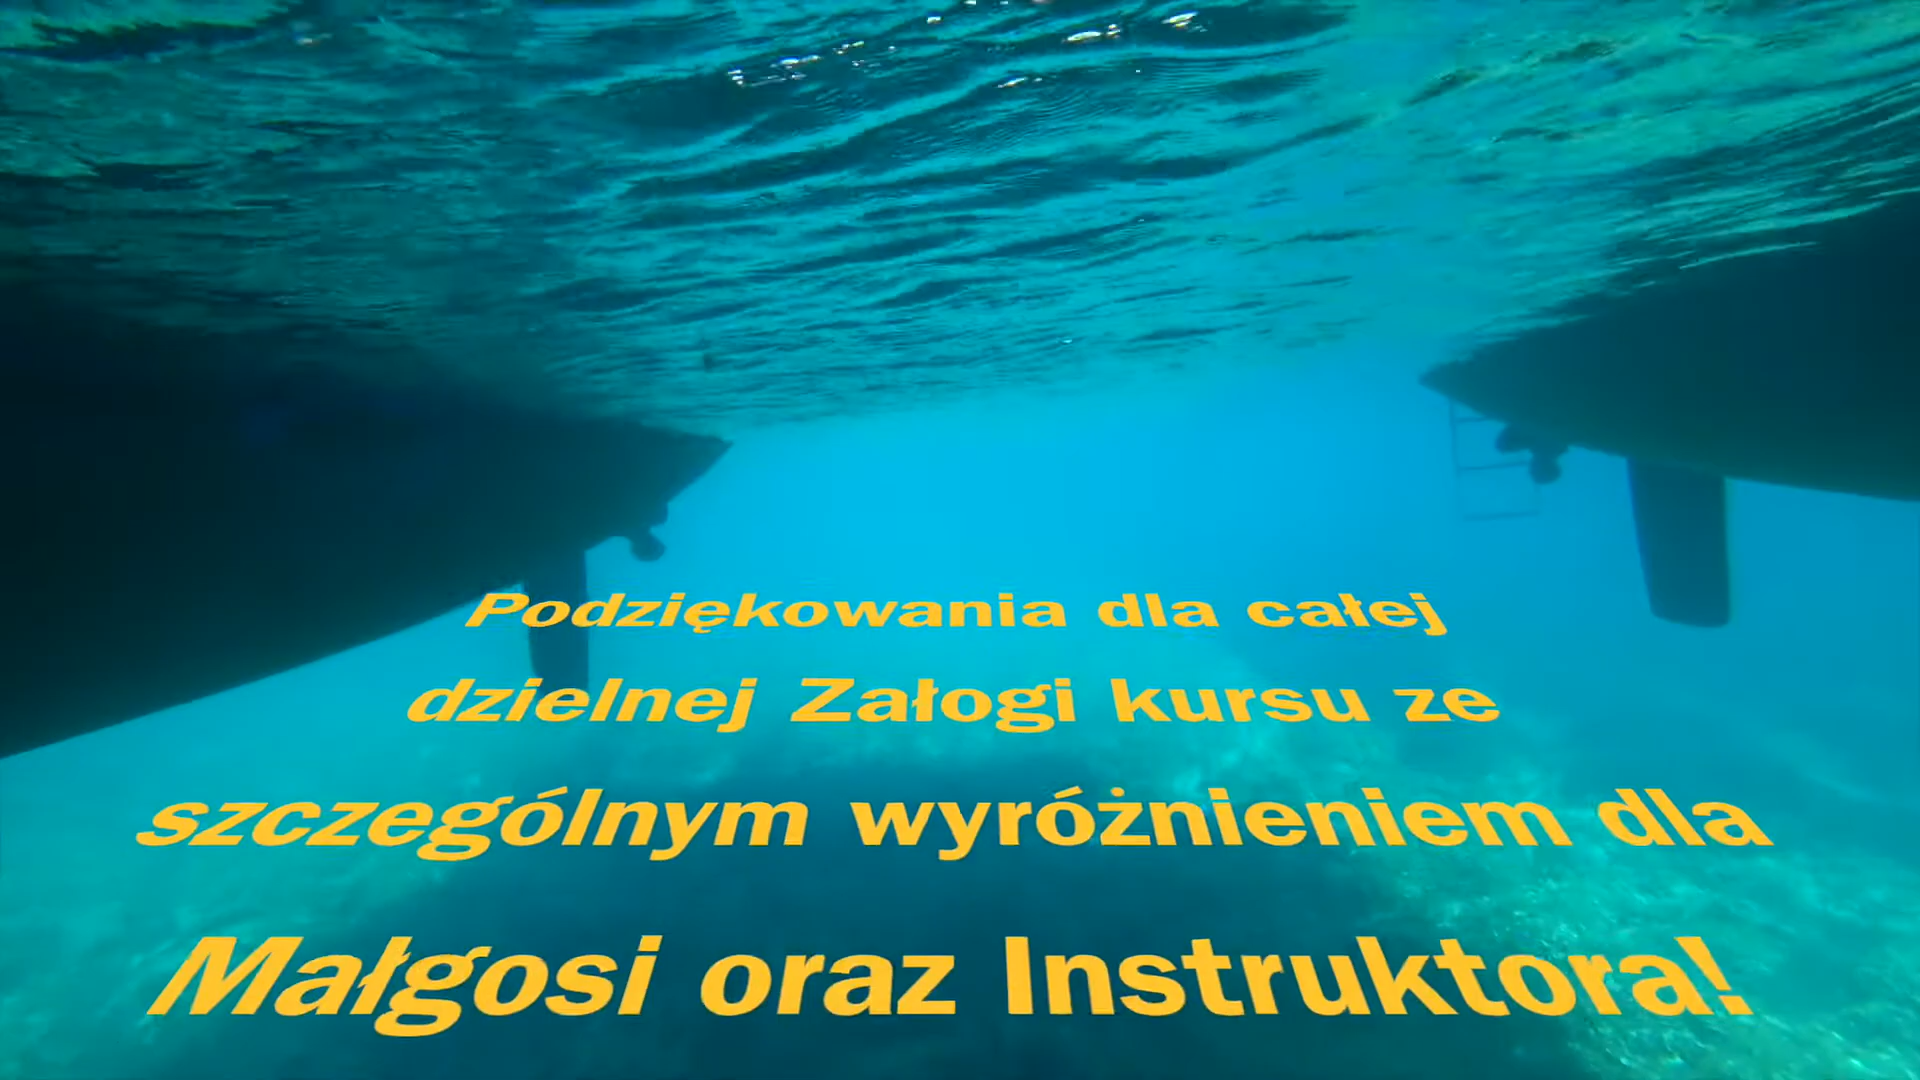 Podziękowania dla całej
dzielnej Załogi kursu ze
szczególnym wyróżnieniem dla
Małgosi oraz Instruktora!